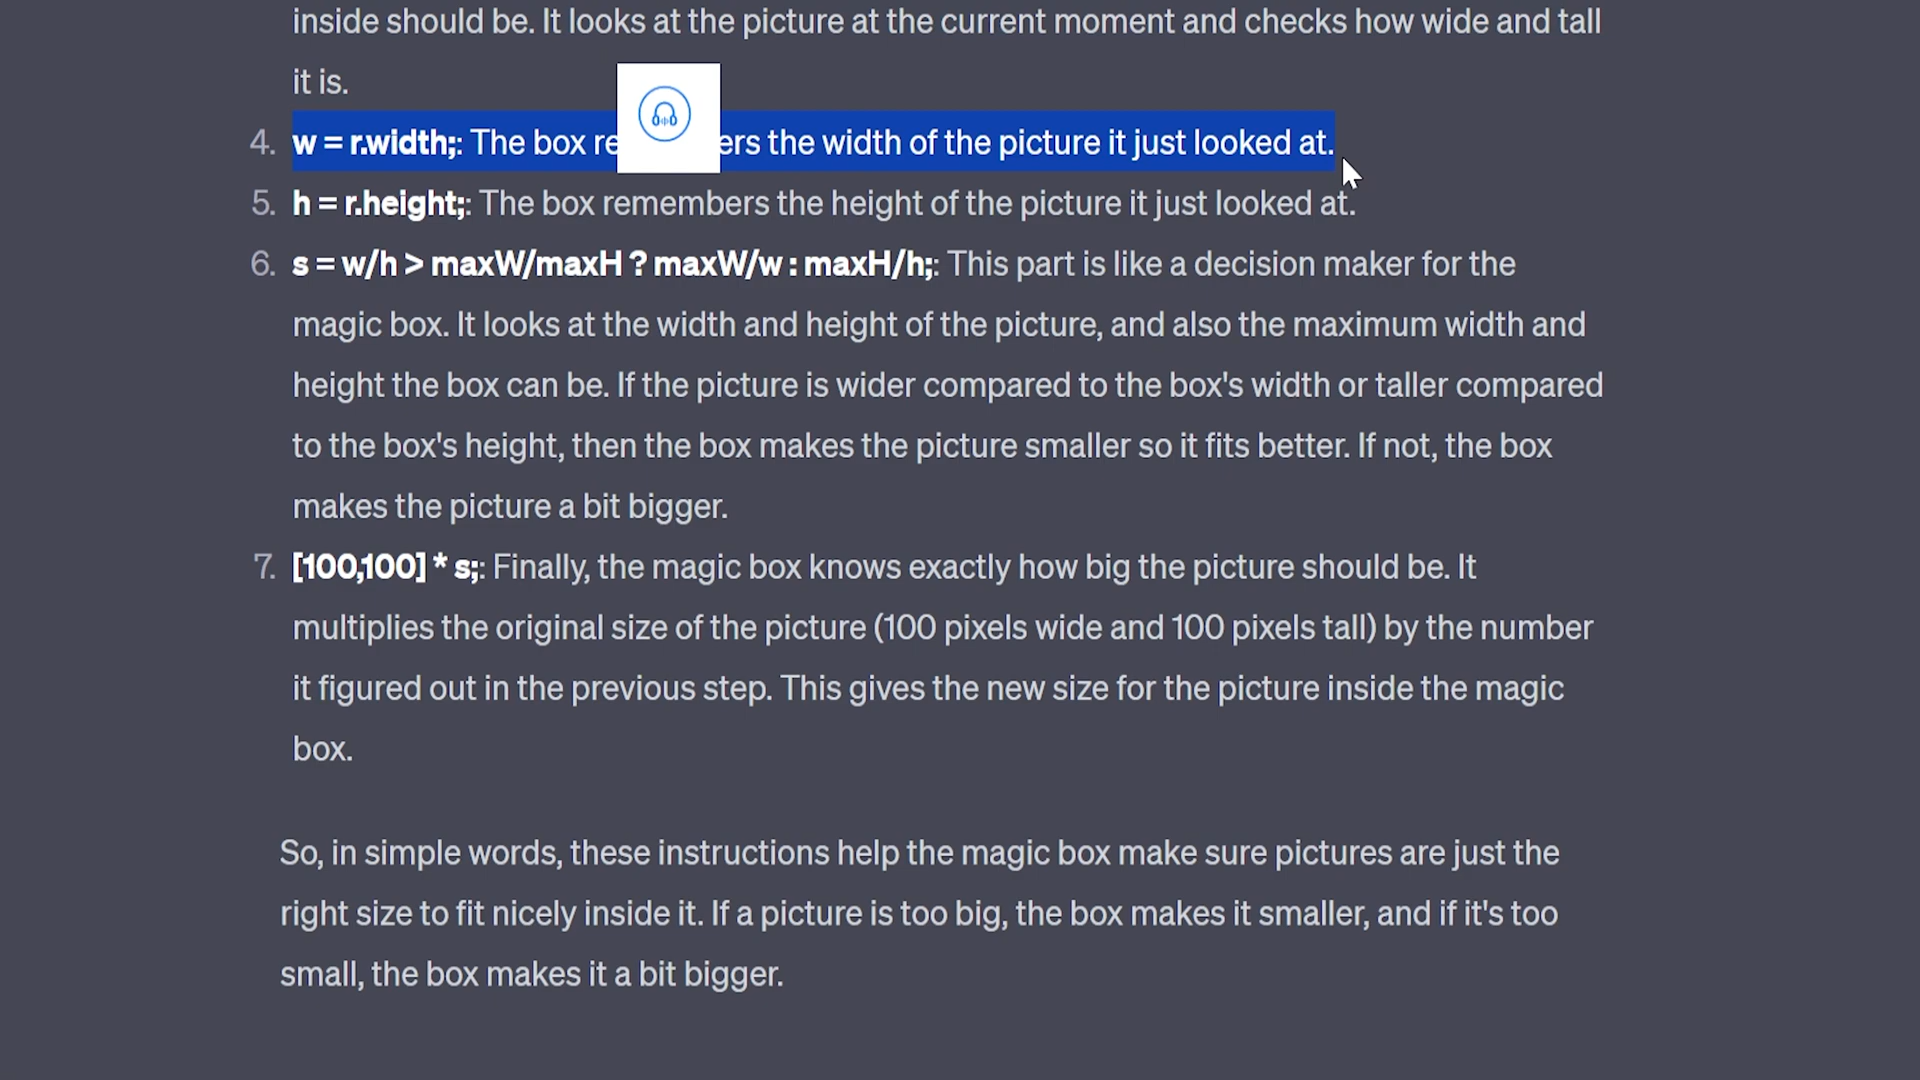 inside should be. It looks at the picture at the current moment and checks how wide and tall
it is.
4. w = r.width;: The box re ers the width of the picture it just looked at.
5. h = r.height;: The box remembers the height of the picture it just looked at.
6. s = w/h > maxW/maxH ? maxW/w : maxH/h;: This part is like a decision maker for the
magic box. It looks at the width and height of the picture, and also the maximum width and
height the box can be. If the picture is wider compared to the box's width or taller compared
to the box's height, then the box makes the picture smaller so it fits better. If not, the box
makes the picture a bit bigger.
7. [100,100] * s;: Finally, the magic box knows exactly how big the picture should be. It
multiplies the original size of the picture (100 pixels wide and 100 pixels tall) by the number
it figured out in the previous step. This gives the new size for the picture inside the magic
box.
So, in simple words, these instructions help the magic box make sure pictures are just the
right size to fit nicely inside it. If a picture is too big, the box makes it smaller, and if it's too
small, the box makes it a bit bigger.